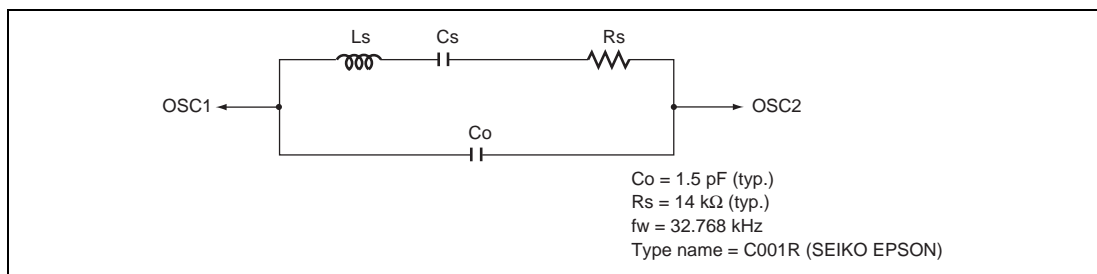 Ls
Cs
Rs
OSC1
OSC2
Co
Co = 1.5 pF (typ.)
Rs = 14 kΩ (typ.)
fw = 32.768 kHz
Type name = C001R (SEIKO EPSON)